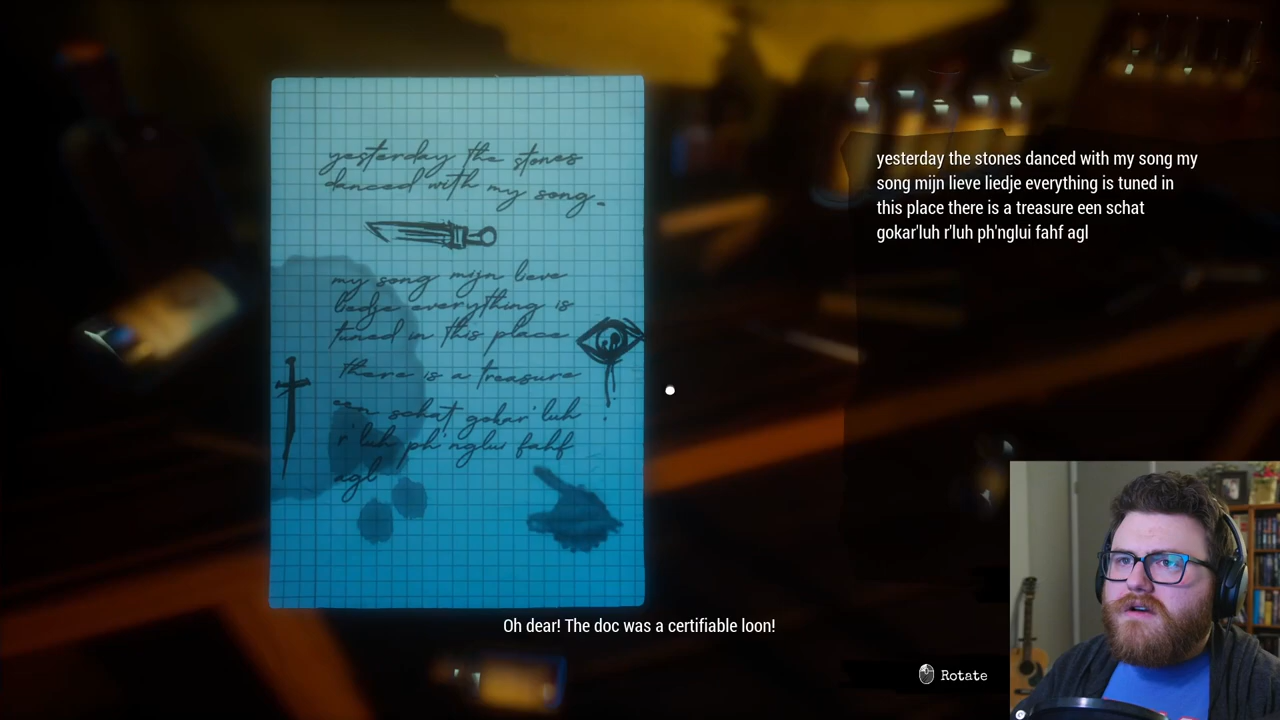 yesterday the stones
danced with my song.
my song mijn lieve
liedje everything is
tuned in this place
there is a treasure
een schat gokar'luh
r'luh ph'nglui fahf
agl
yesterday the stones danced with my song my
song mijn lieve liedje everything is tuned in
this place there is a treasure een schat
gokar'luh r'luh ph'nglui fahf agl
Oh dear! The doc was a certifiable loon!
Rotate